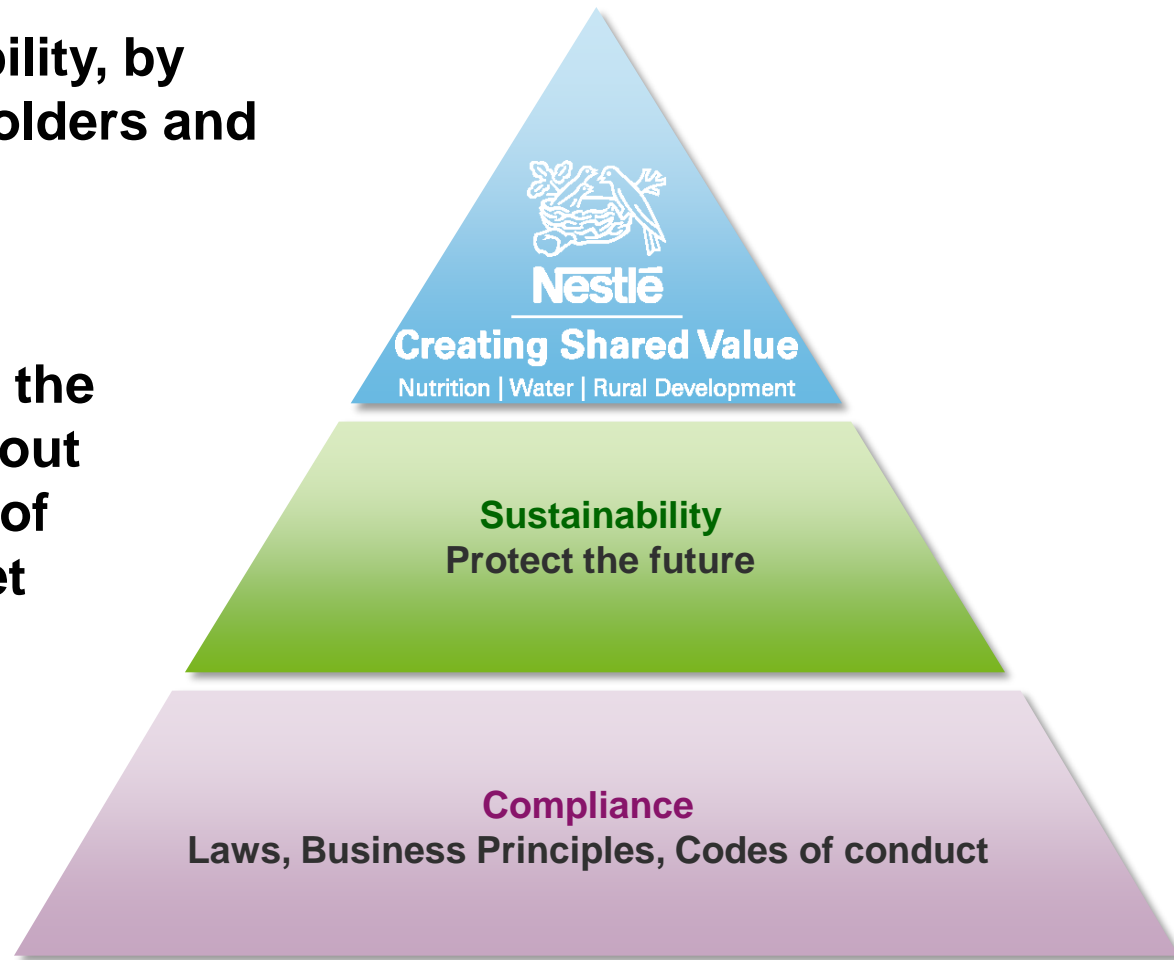 bility, by
olders and
the
out
of
et
Nestlē
Creating Shared Value
Nutrition | Water | Rural Development
Sustainability
Protect the future
Compliance
Laws, Business Principles, Codes of conduct